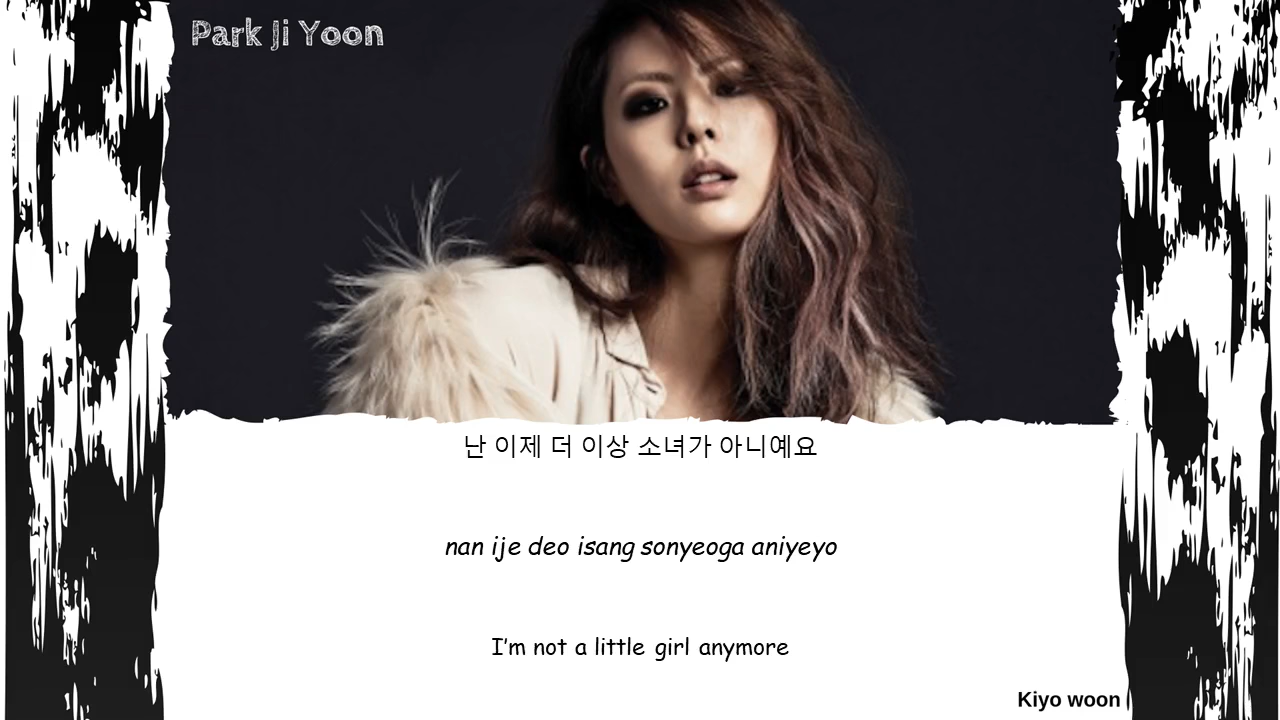 Park Ji Yoon
난 이제 더 이상 소녀가 아니예요
nan ije deo isang sonyeoga aniyeyo
I'm not a little girl anymore
Kiyo woon